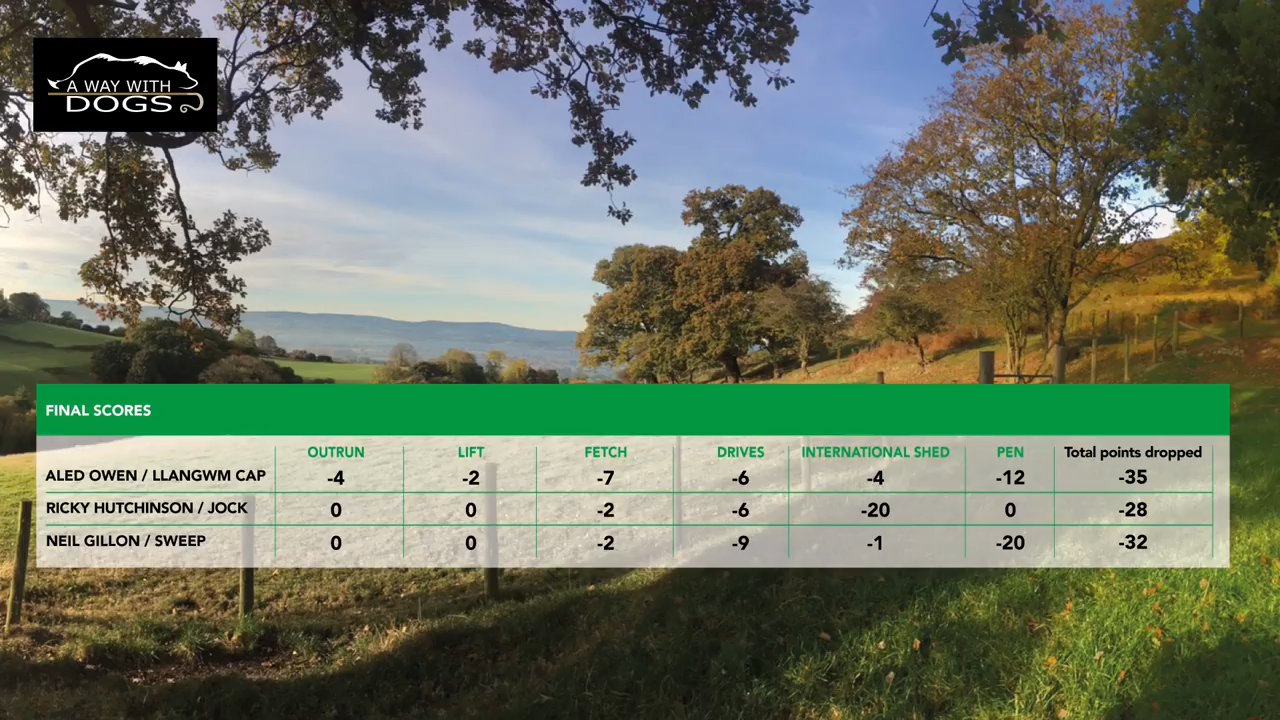 A WAY WITH
DOGS
FINAL SCORES
OUTRUN LIFT FETCH DRIVES INTERNATIONAL SHED PEN Total points dropped
ALED OWEN / LLANGWM CAP -4 -2 -7 -6 -4 -12 -35
RICKY HUTCHINSON / JOCK 0 0 -2 -6 -20 0 -28
NEIL GILLON / SWEEP 0 0 -2 -9 -1 -20 -32